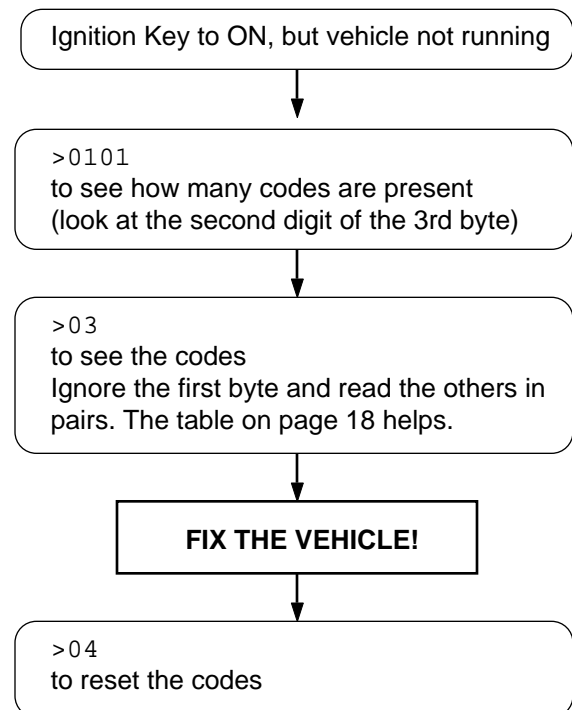 Ignition Key to ON, but vehicle not running
>0101
to see how many codes are present
(look at the second digit of the 3rd byte)
>03
to see the codes
Ignore the first byte and read the others in
pairs. The table on page 18 helps.
FIX THE VEHICLE!
>04
to reset the codes